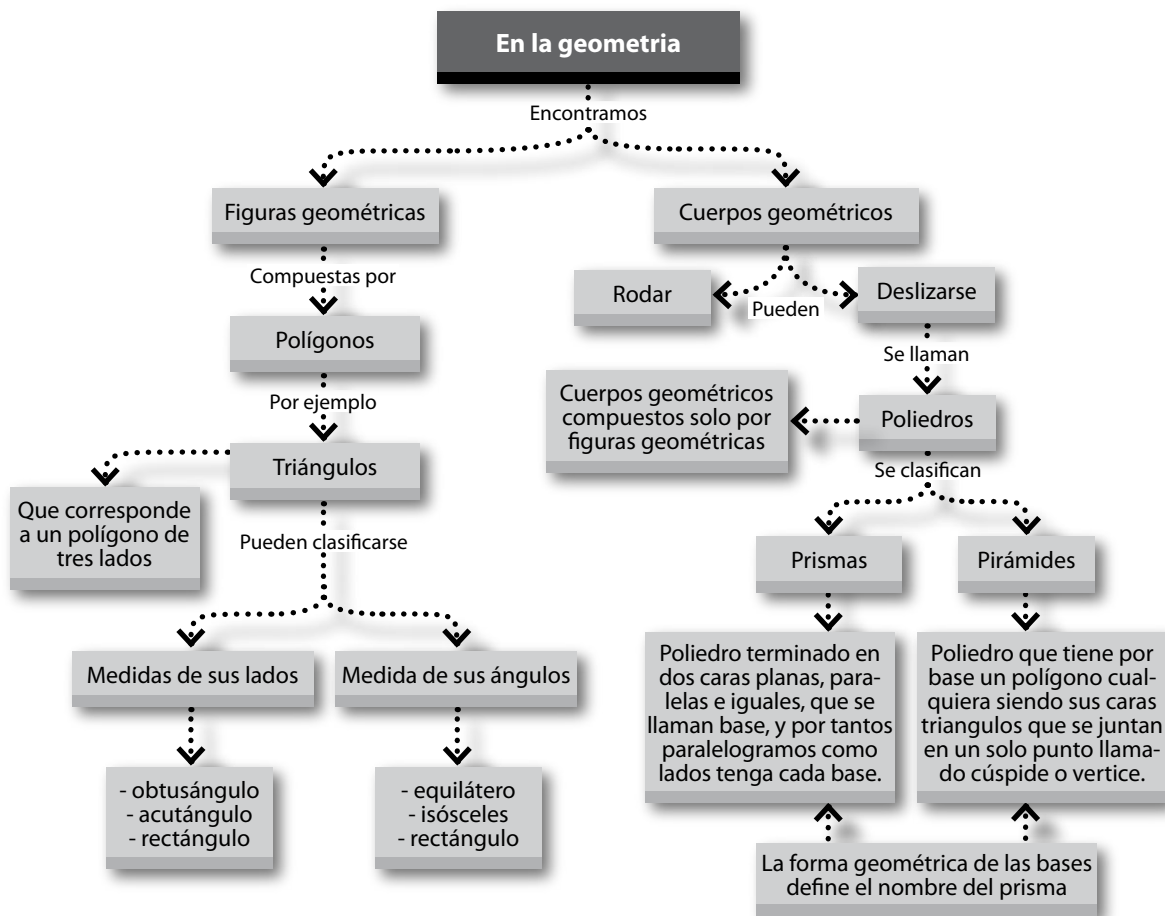 En la geometria
Encontramos
Figuras geométricas
Compuestas por
Polígonos
Por ejemplo
Triángulos
Que corresponde
a un polígono de
tres lados
Pueden clasificarse
Medidas de sus lados
- obtusángulo
- acutángulo
- rectángulo
Medida de sus ángulos
- equilátero
- isósceles
- rectángulo
Cuerpos geométricos
Pueden
Rodar
Deslizarse
Se llaman
Poliedros
Cuerpos geométricos
compuestos solo por
figuras geométricas
Se clasifican
Prismas
Poliedro terminado en
dos caras planas, para-
lelas e iguales, que se
llaman base, y por tantos
paralelogramos como
lados tenga cada base.
Pirámides
Poliedro que tiene por
base un polígono cual-
quiera siendo sus caras
triangulos que se juntan
en un solo punto llama-
do cúspide o vertice.
La forma geométrica de las bases
define el nombre del prisma